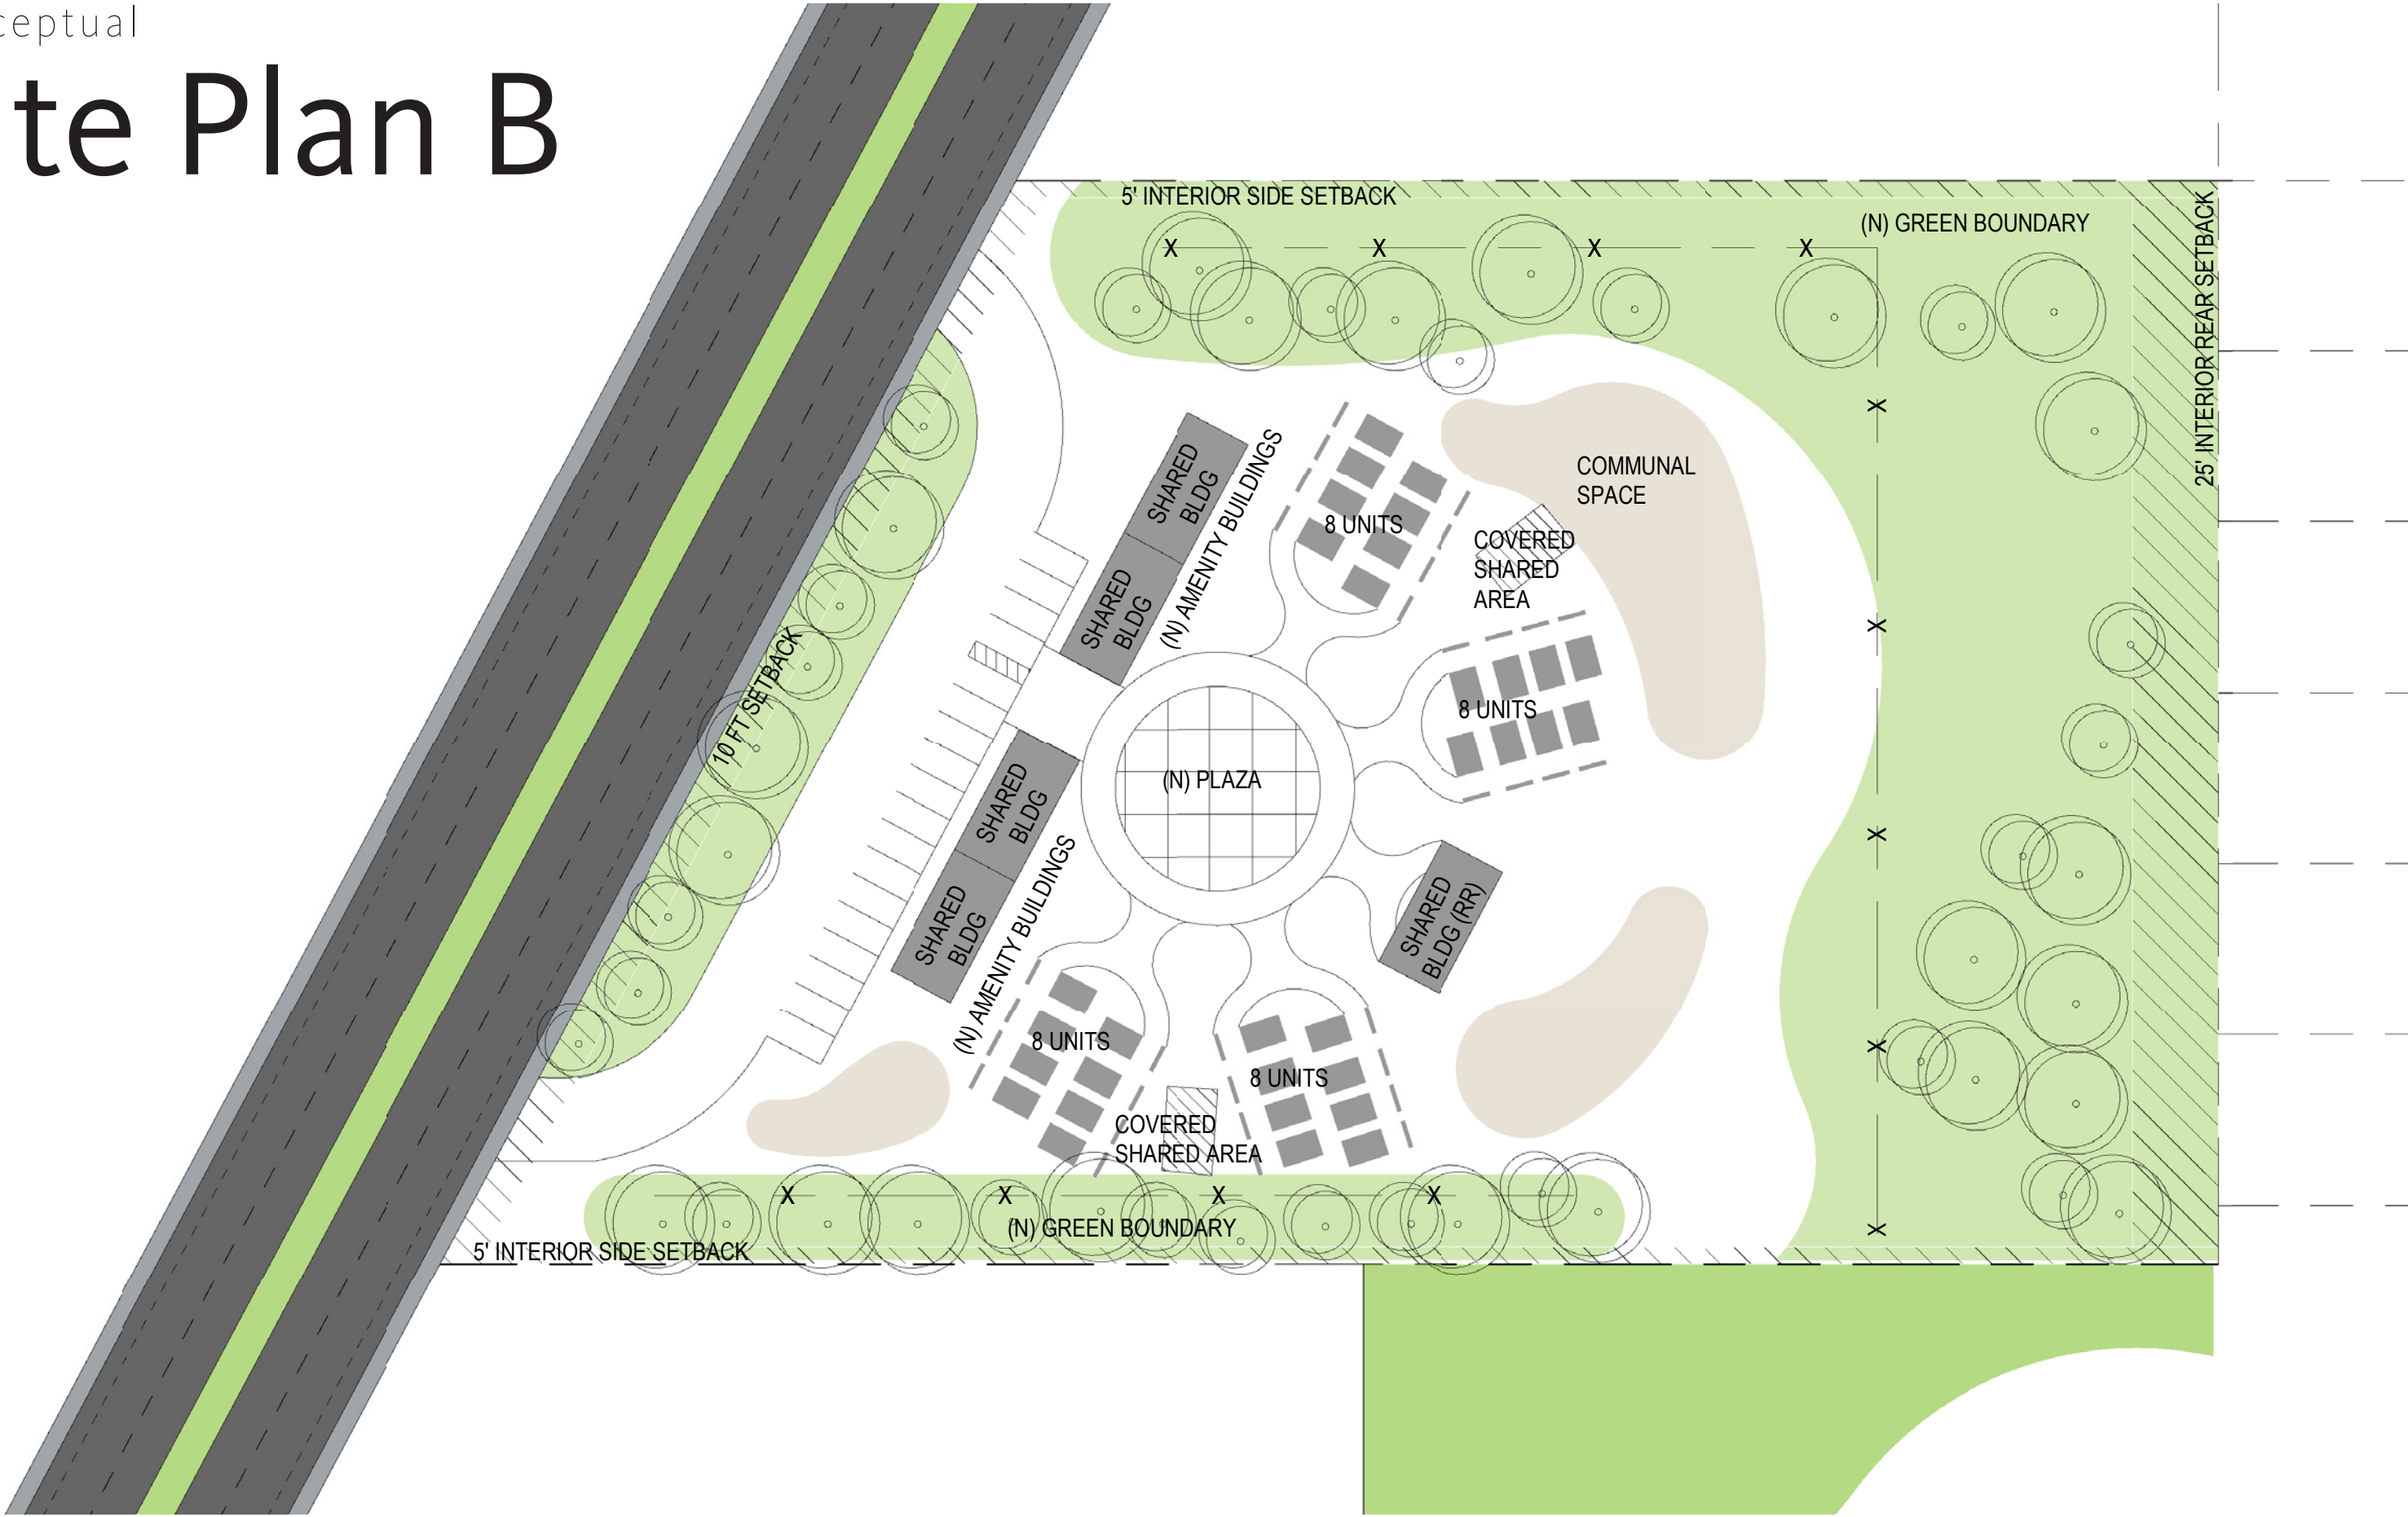 ceptual
te Plan B
5' INTERIOR SIDE SETBACK
(N) GREEN BOUNDARY
25' INTERIOR REAR SETBACK
X X X X
SHARED
BLDG
SHARED
BLDG
(N) AMENITY BUILDINGS
8 UNITS
COMMUNAL
SPACE
COVERED
SHARED
AREA
X
X
X
X
X
10 FT SETBACK
8 UNITS
(N) PLAZA
SHARED
BLDG
SHARED
BLDG
(N) AMENITY BUILDINGS
SHARED
BLDG (RR)
8 UNITS
8 UNITS
COVERED
SHARED AREA
X X X X
(N) GREEN BOUNDARY
5' INTERIOR SIDE SETBACK